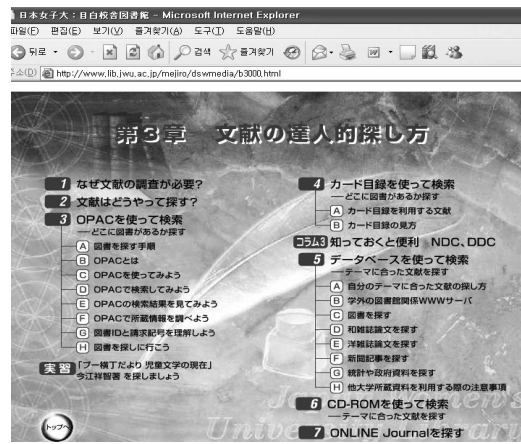 日本女子大：目白校舎図書館 - Microsoft Internet Explorer
파일(F) 편집(E) 보기(V) 즐겨찾기(A) 도구(T) 도움말(H)
뒤로 검색 즐겨찾기
주소(D) http://www.lib.jwu.ac.jp/mejiro/dswmedia/b3000.html
第3章 文献の達人的探し方
1 なぜ文献の調査が必要?
2 文献はどうやって探す?
3 OPACを使って検索
―どこに図書があるか探す
A 図書を探す手順
B OPACとは
C OPACを使ってみよう
D OPACで検索してみよう
E OPACの検索結果を見てみよう
F OPACで所蔵情報を調べよう
G 図書IDと請求記号を理解しよう
H 図書を探しに行こう
実習 「プー横丁だより 児童文学の現在」
今江祥智著 を探しましょう
トップへ
4 カード目録を使って検索
―どこに図書があるか探す
A カード目録を利用する文献
B カード目録の見方
コラム3 知っておくと便利 NDC、DDC
5 データベースを使って検索
―テーマに合った文献を探す
A 自分のテーマに合った文献の探し方
B 学外の図書館関係WWWサーバ
C 図書を探す
D 和雑誌論文を探す
E 洋雑誌論文を探す
F 新聞記事を探す
G 統計や政府資料を探す
H 他大学所蔵資料を利用する際の注意事項
6 CD-ROMを使って検索
―テーマに合った文献を探す
7 ONLINE Journalを探す